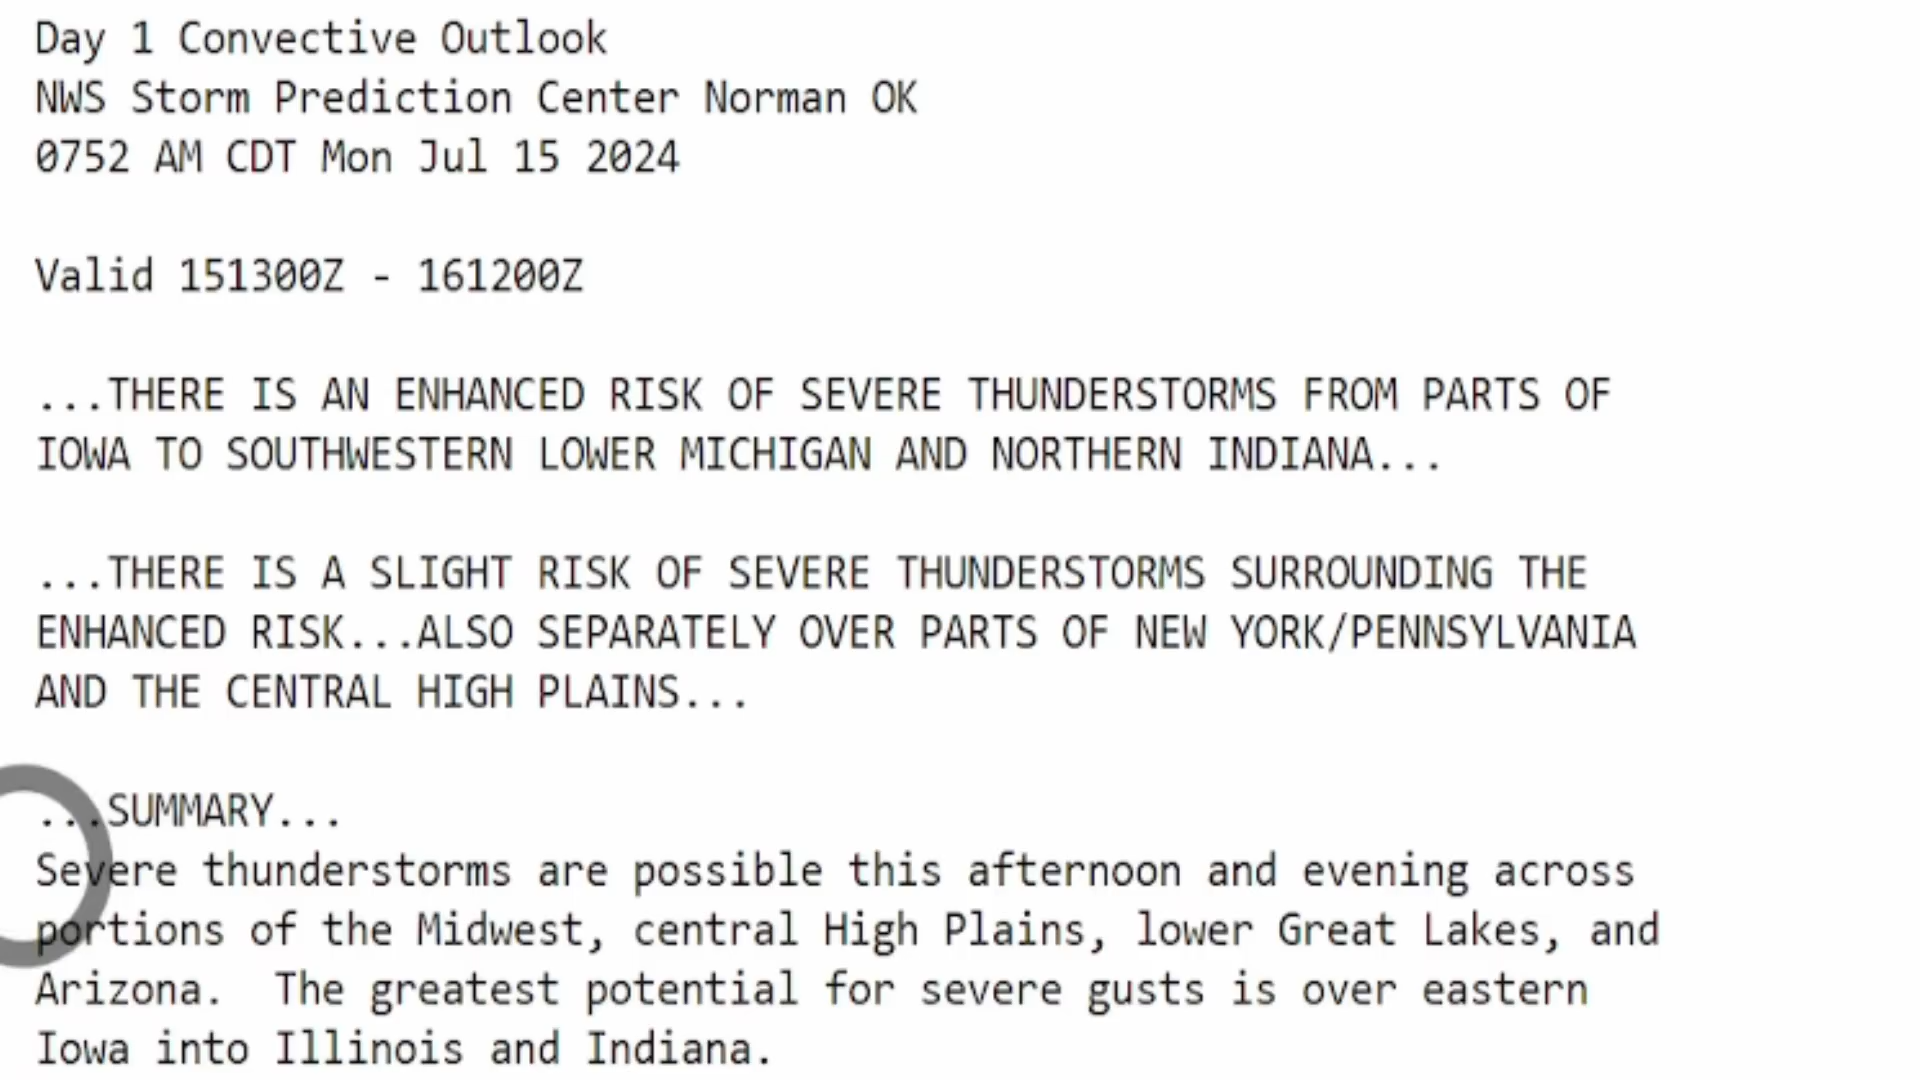 Day 1 Convective Outlook
NWS Storm Prediction Center Norman OK
0752 AM CDT Mon Jul 15 2024
Valid 151300Z - 161200Z
...THERE IS AN ENHANCED RISK OF SEVERE THUNDERSTORMS FROM PARTS OF
IOWA TO SOUTHWESTERN LOWER MICHIGAN AND NORTHERN INDIANA...
...THERE IS A SLIGHT RISK OF SEVERE THUNDERSTORMS SURROUNDING THE
ENHANCED RISK...ALSO SEPARATELY OVER PARTS OF NEW YORK/PENNSYLVANIA
AND THE CENTRAL HIGH PLAINS...
...SUMMARY...
Severe thunderstorms are possible this afternoon and evening across
portions of the Midwest, central High Plains, lower Great Lakes, and
Arizona.  The greatest potential for severe gusts is over eastern
Iowa into Illinois and Indiana.